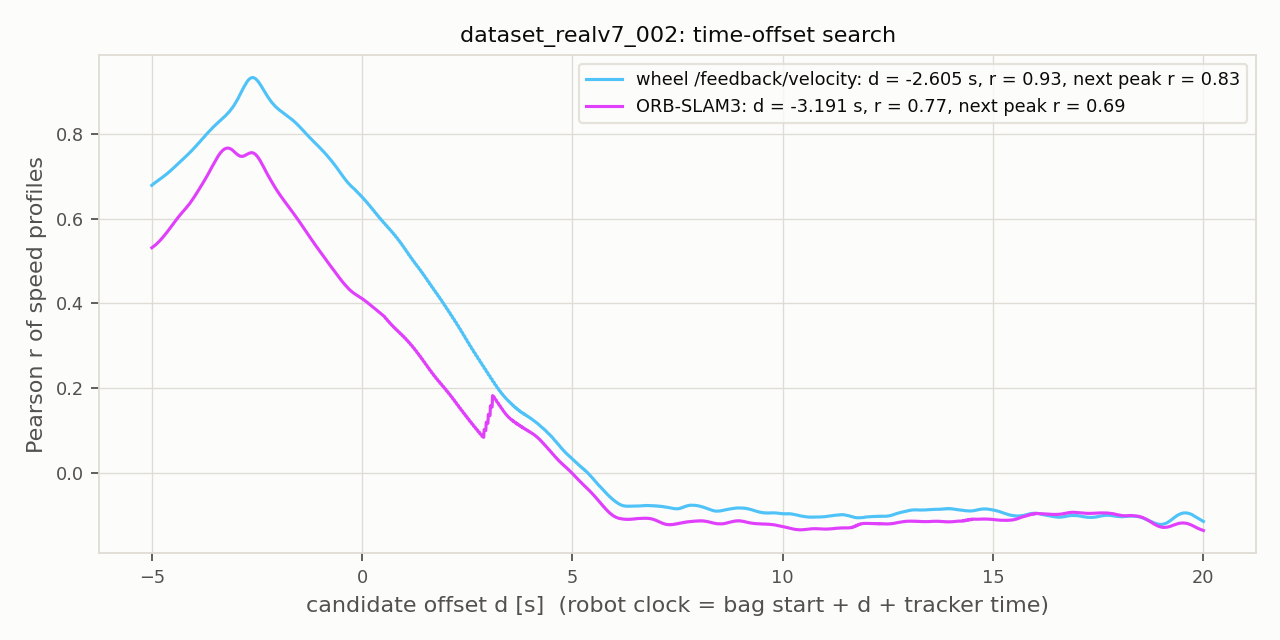 dataset_realv7_002: time-offset search
wheel /feedback/velocity: d = -2.605 s, r = 0.93, next peak r = 0.83
ORB-SLAM3: d = -3.191 s, r = 0.77, next peak r = 0.69
Pearson r of speed profiles
0.8
0.6
0.4
0.2
0.0
−5
0
5
10
15
20
candidate offset d [s]  (robot clock = bag start + d + tracker time)